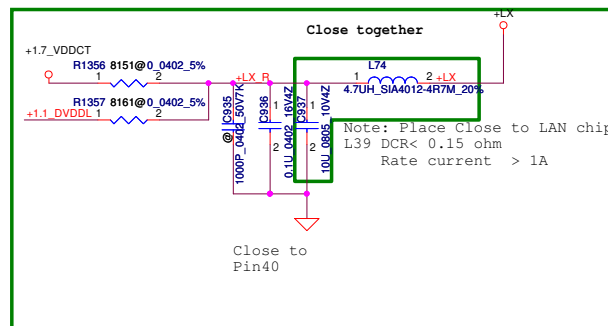 +LX
Close together
+1.7_VDDCT
L74
R1356 8151@0_0402_5%
1 2
+LX_R
1 2
+LX
4.7UH_SIA4012-4R7M_20%
R1357 8161@0_0402_5%
+1.1_DVDDL
1 2
@ C935
1000P_0402_50V7K
C936
1
2
0.1U_0402_16V4Z
C937
1
2
10U_0805_10V4Z
Note: Place Close to LAN chip
L39 DCR< 0.15 ohm
Rate current > 1A
Close to
Pin40